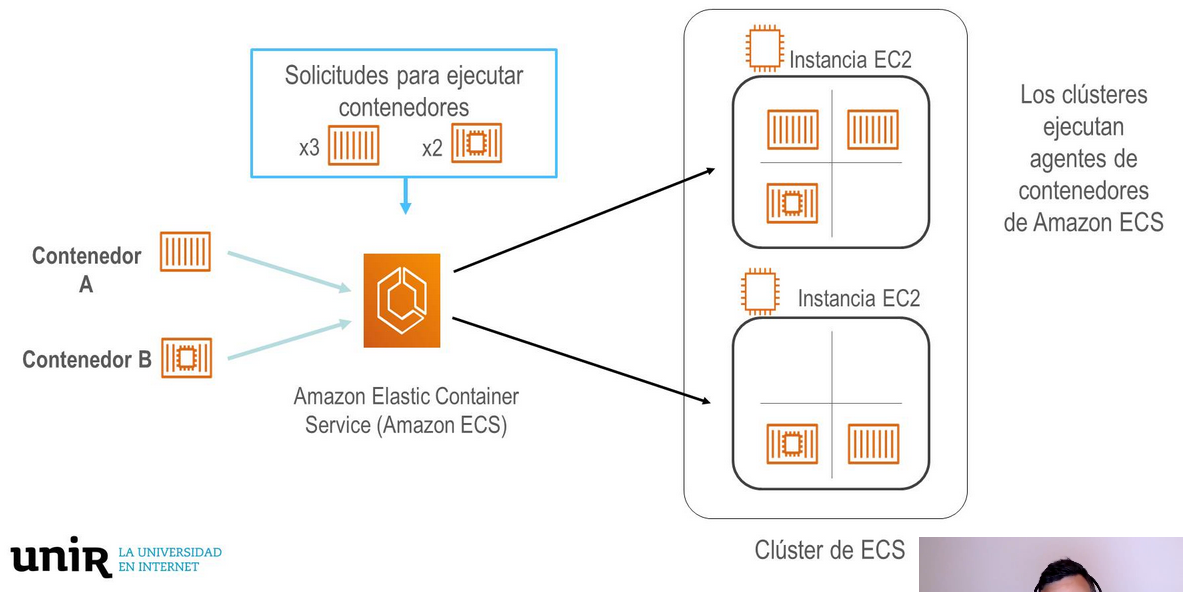 Solicitudes para ejecutar
contenedores
x3
x2
Contenedor
A
Contenedor B
Amazon Elastic Container
Service (Amazon ECS)
Instancia EC2
Instancia EC2
Clúster de ECS
Los clústeres
ejecutan
agentes de
contenedores
de Amazon ECS
unir
LA UNIVERSIDAD
EN INTERNET